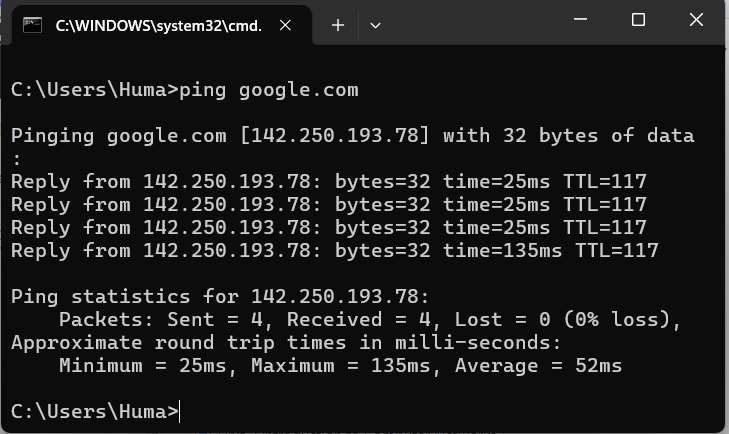 C:\WINDOWS\system32\cmd.
C:\Users\Huma>ping google.com
Pinging google.com [142.250.193.78] with 32 bytes of data
:
Reply from 142.250.193.78: bytes=32 time=25ms TTL=117
Reply from 142.250.193.78: bytes=32 time=25ms TTL=117
Reply from 142.250.193.78: bytes=32 time=25ms TTL=117
Reply from 142.250.193.78: bytes=32 time=135ms TTL=117
Ping statistics for 142.250.193.78:
    Packets: Sent = 4, Received = 4, Lost = 0 (0% loss),
Approximate round trip times in milli-seconds:
    Minimum = 25ms, Maximum = 135ms, Average = 52ms
C:\Users\Huma>